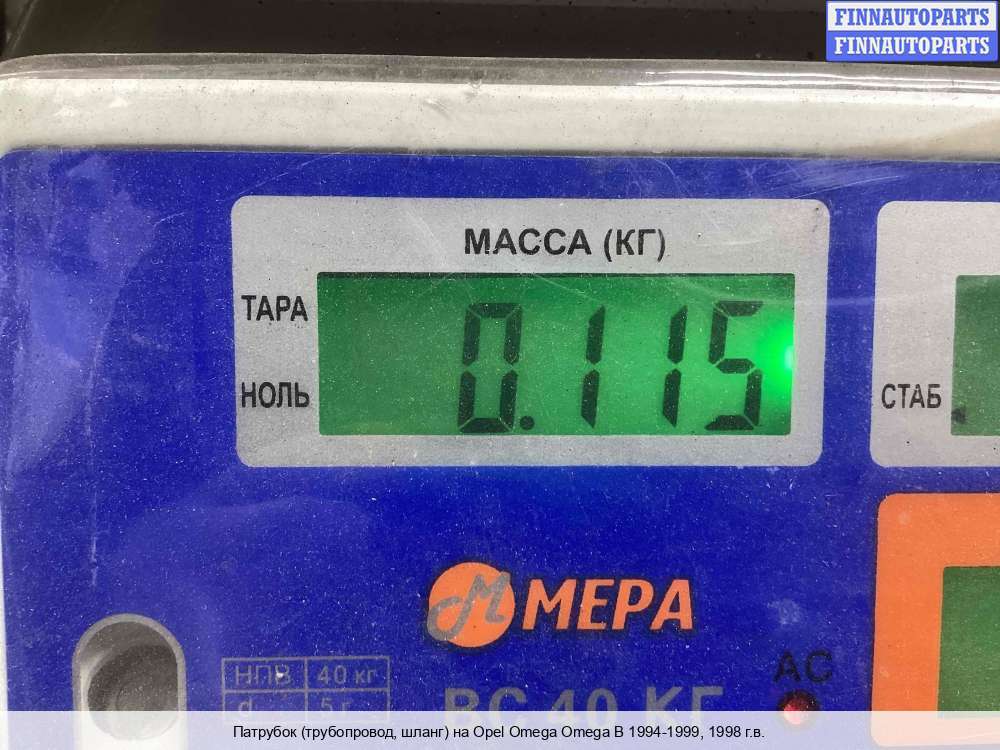 FINNAUTOPARTS
FINNAUTOPARTS
МАССА (КГ)
ТАРА
0.115
НОЛЬ
СТАБ
М МЕРА
AC
НПВ 40 кг
d 5 г
ВС 40 КГ
Патрубок (трубопровод, шланг) на Opel Omega Omega B 1994-1999, 1998 г.в.